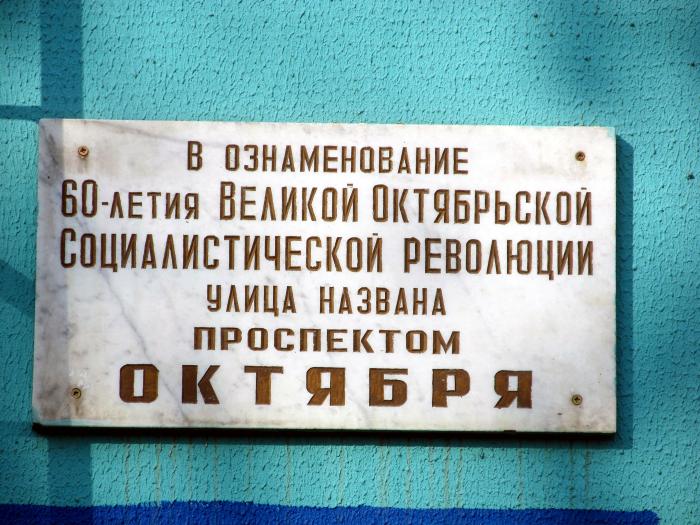 В ОЗНАМЕНОВАНИЕ
60-ЛЕТИЯ ВЕЛИКОЙ ОКТЯБРЬСКОЙ
СОЦИАЛИСТИЧЕСКОЙ РЕВОЛЮЦИИ
УЛИЦА НАЗВАНА
ПРОСПЕКТОМ
ОКТЯБРЯ